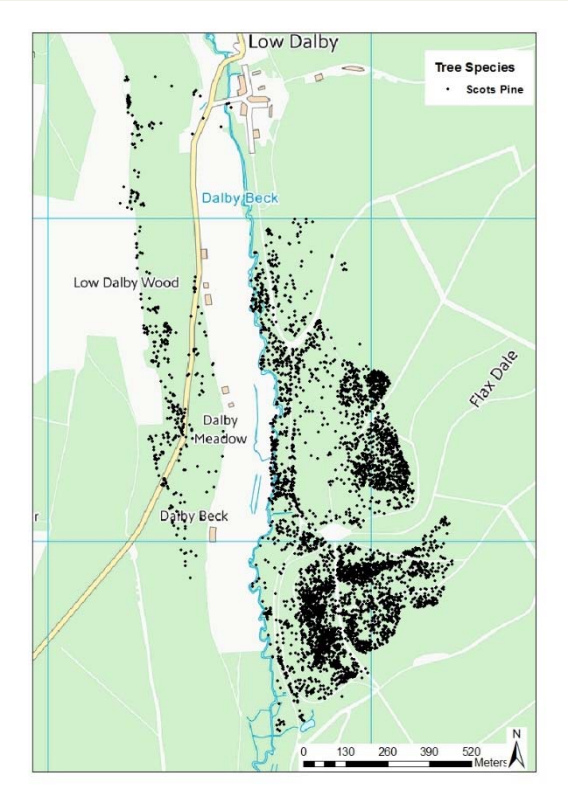 Low Dalby
Tree Species
Scots Pine
Dalby Beck
Low Dalby Wood
Flax Dale
Dalby
Meadow
r
Dalby Beck
N
0 130 260 390 520
Meters